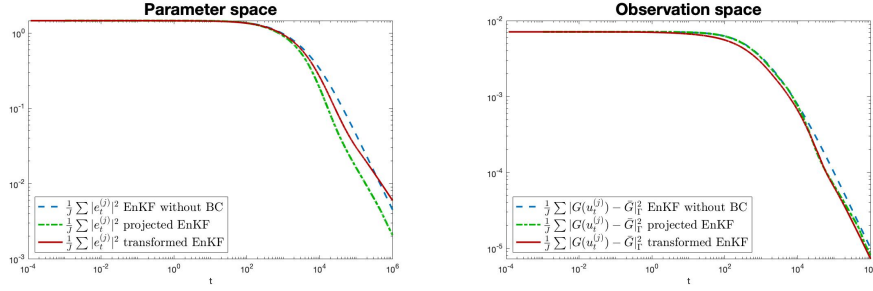 Parameter space
10^0
10^-1
10^-2
10^-3
10^-4
10^-2
10^0
10^2
10^4
10^6
t
1/J ∑ |e_t^(j)|^2 EnKF without BC
1/J ∑ |e_t^(j)|^2 projected EnKF
1/J ∑ |e_t^(j)|^2 transformed EnKF
Observation space
10^-2
10^-3
10^-4
10^-5
10^-4
10^-2
10^0
10^2
10^4
10
t
1/J ∑ |G(u_t^(j)) − Ḡ|_Γ^2 EnKF without BC
1/J ∑ |G(u_t^(j)) − Ḡ|_Γ^2 projected EnKF
1/J ∑ |G(u_t^(j)) − Ḡ|_Γ^2 transformed EnKF